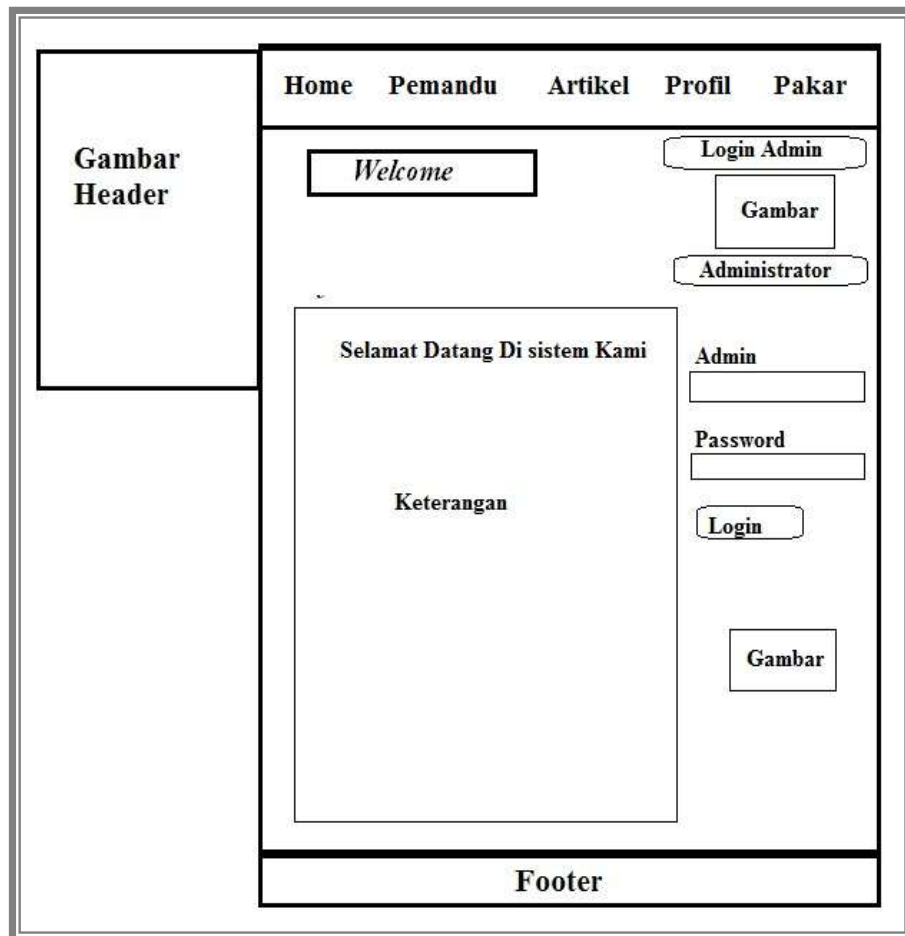 Gambar
Header
Home Pemandu Artikel Profil Pakar
Welcome
Login Admin
Gambar
Administrator
Selamat Datang Di sistem Kami
Keterangan
Admin
Password
Login
Gambar
Footer